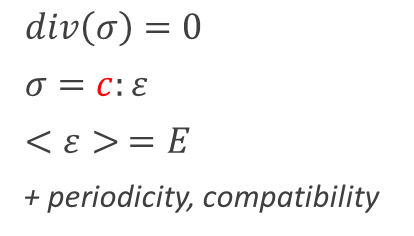 div(σ) = 0
σ = c: ε
< ε > = E
+ periodicity, compatibility